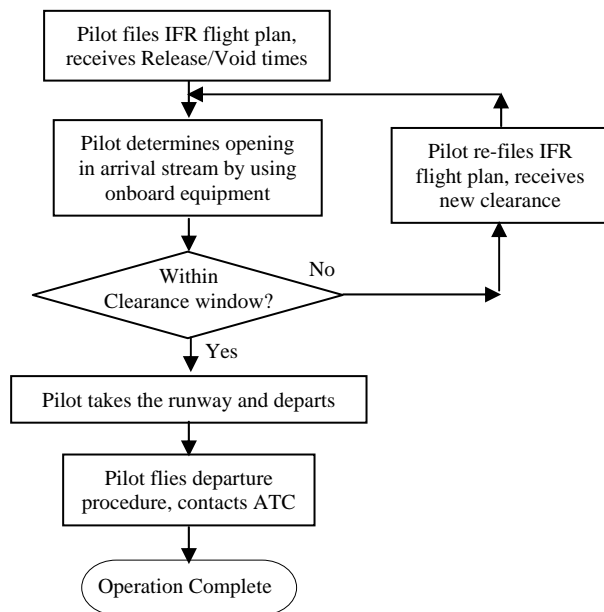 Pilot files IFR flight plan,
receives Release/Void times
Pilot determines opening
in arrival stream by using
onboard equipment
Pilot re-files IFR
flight plan, receives
new clearance
Within
Clearance window?
No
Yes
Pilot takes the runway and departs
Pilot flies departure
procedure, contacts ATC
Operation Complete